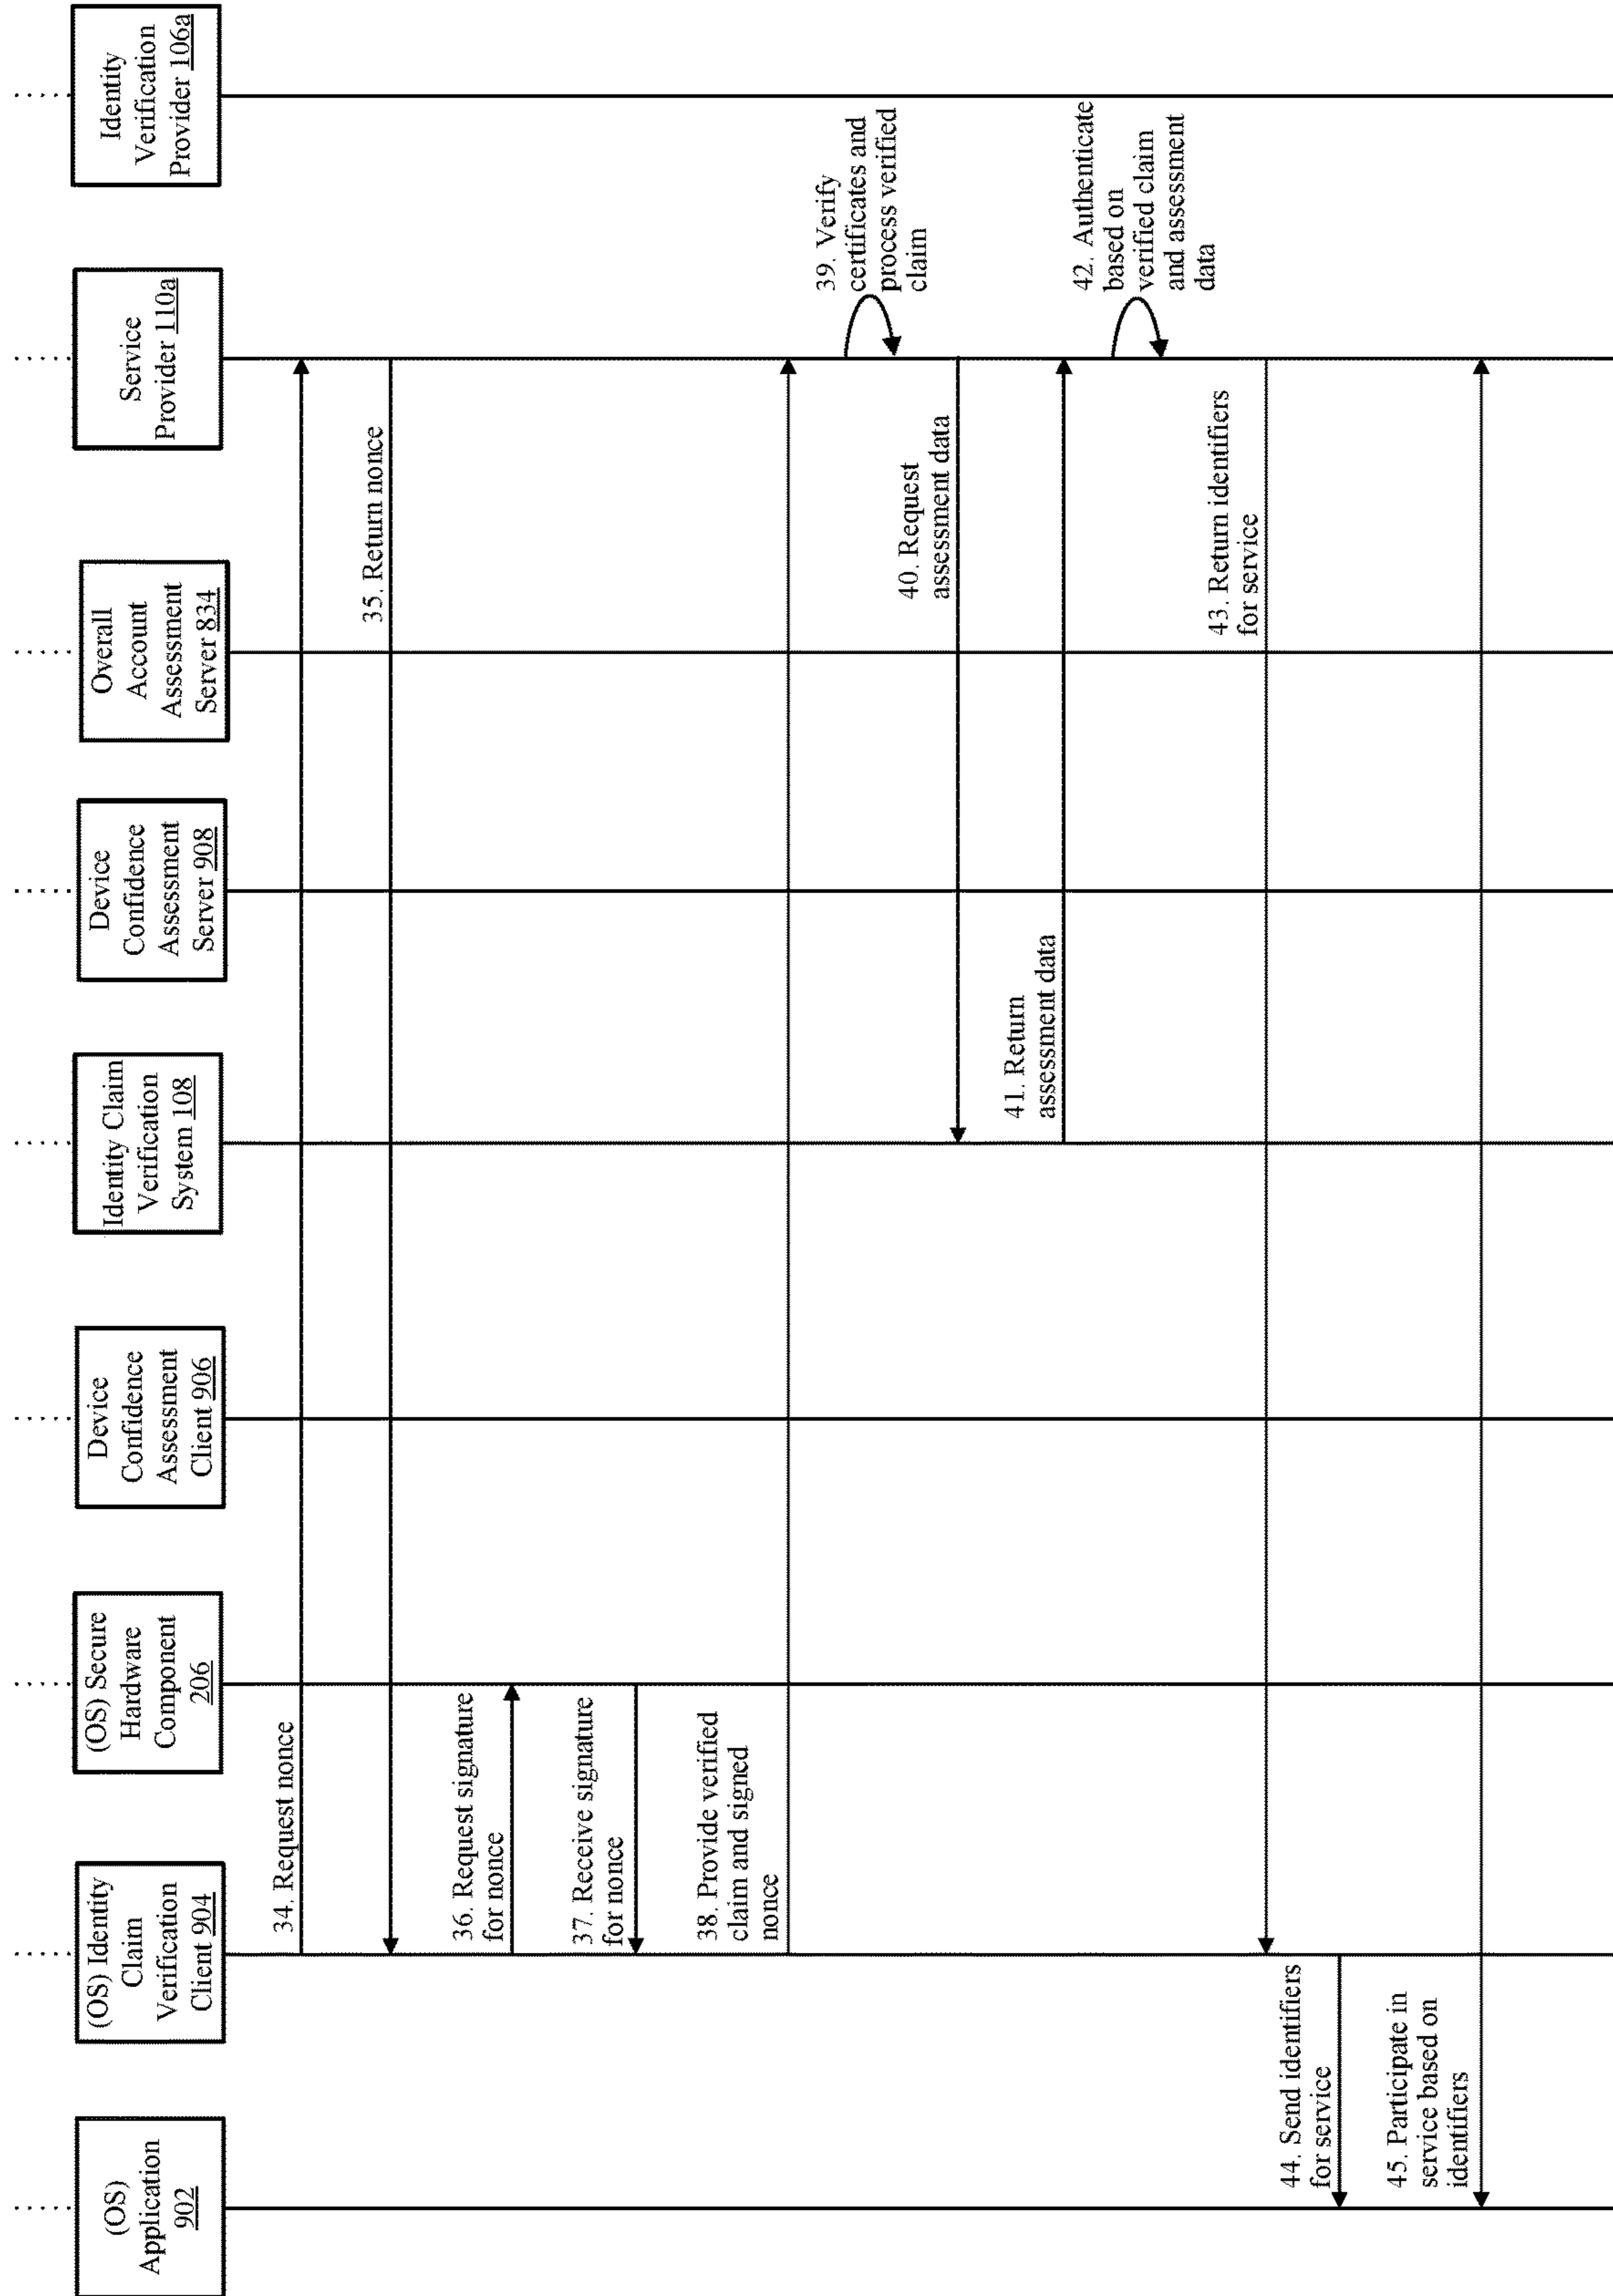 (OS)
Application
902
(OS) Identity
Claim
Verification
Client 904
(OS) Secure
Hardware
Component
206
Device
Confidence
Assessment
Client 906
Identity Claim
Verification
System 108
Device
Confidence
Assessment
Server 908
Overall
Account
Assessment
Server 834
Service
Provider 110a
Identity
Verification
Provider 106a
34. Request nonce
35. Return nonce
36. Request signature
for nonce
37. Receive signature
for nonce
38. Provide verified
claim and signed
nonce
39. Verify
certificates and
process verified
claim
40. Request
assessment data
41. Return
assessment data
42. Authenticate
based on
verified claim
and assessment
data
43. Return identifiers
for service
44. Send identifiers
for service
45. Participate in
service based on
identifiers